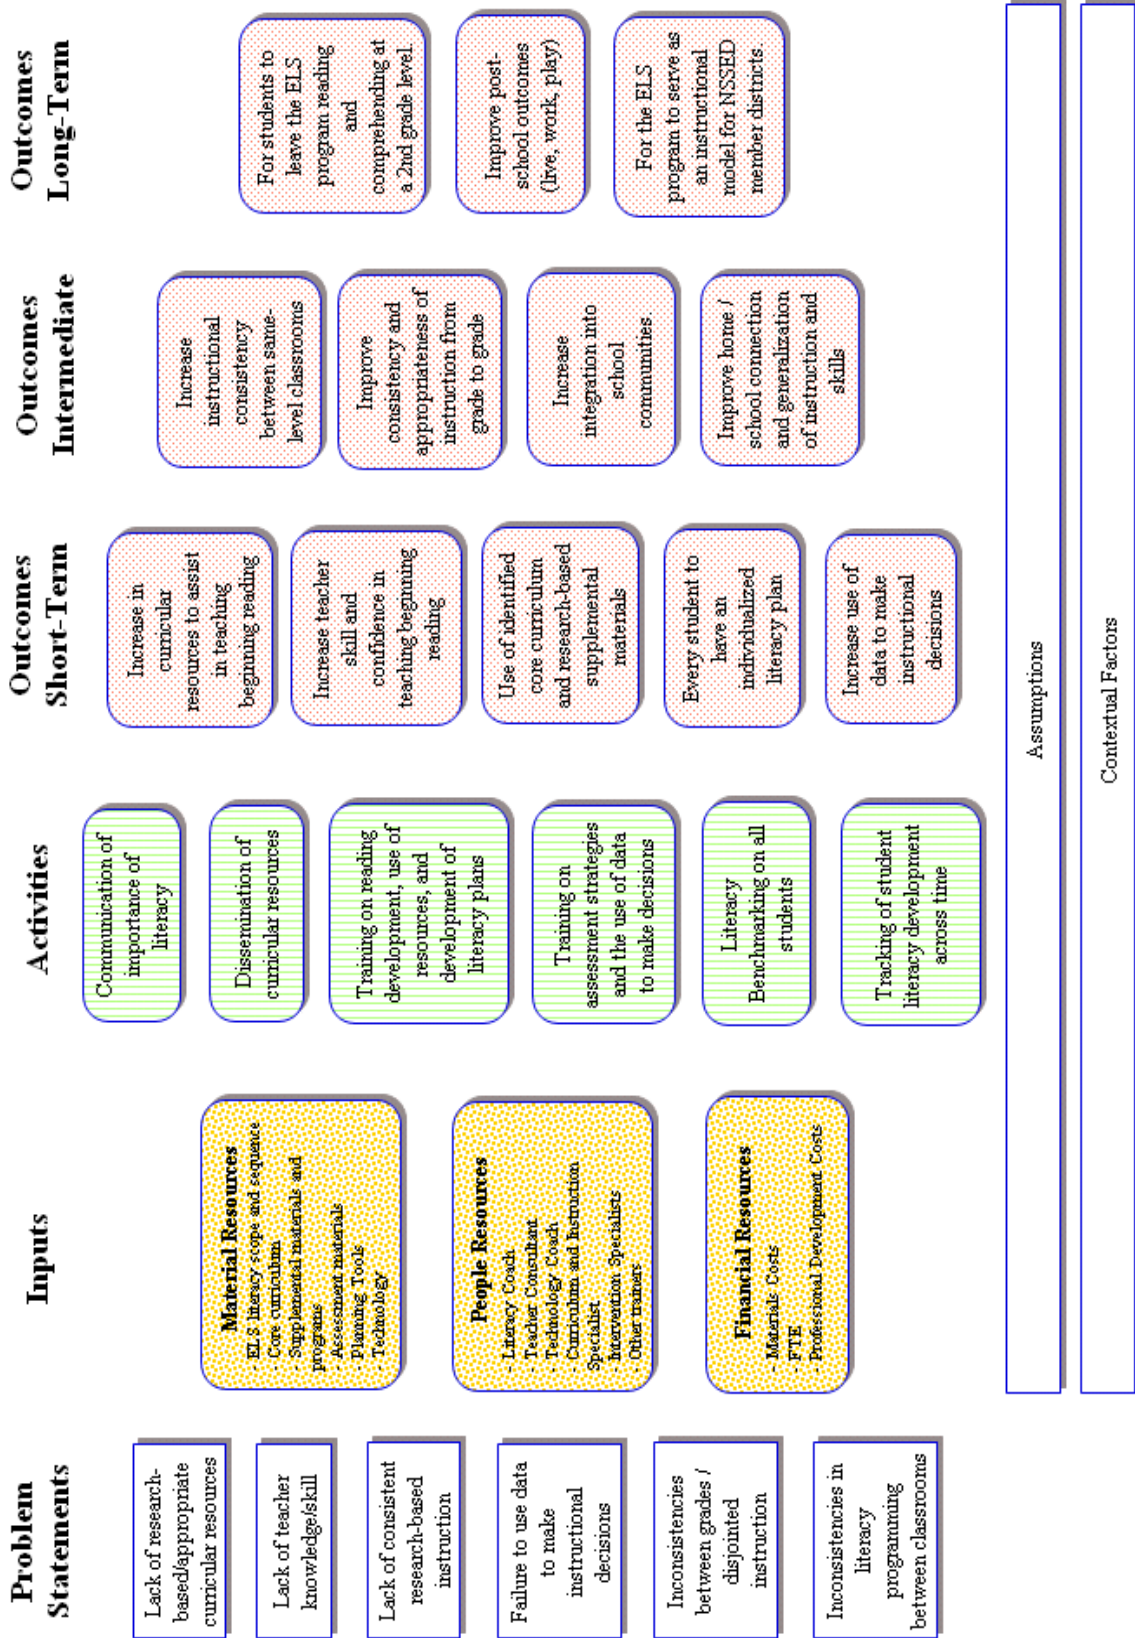 Problem
Statements
Lack of research-
based/appropriate
curricular resources
Lack of teacher
knowledge/skill
Lack of consistent
research-based
instruction
Failure to use data
to make
instructional
decisions
Inconsistencies
between grades /
disjointed
instruction
Inconsistencies in
literacy
programming
between classrooms
Inputs
Material Resources
- ELS literacy scope and sequence
- Core curriculum
- Supplemental materials and
programs
- Assessment materials
- Planning Tools
- Technology
People Resources
- Literacy Coach
- Teacher Consultant
- Technology Coach
- Curriculum and Instruction
Specialist
- Intervention Specialists
- Other trainers
Financial Resources
- Materials Costs
- FTE
- Professional Development Costs
Activities
Communication of
importance of
literacy
Dissemination of
curricular resources
Training on reading
development, use of
resources, and
development of
literacy plans
Training on
assessment strategies
and the use of data
to make decisions
Literacy
Benchmarking on all
students
Tracking of student
literacy development
across time
Outcomes
Short-Term
Increase in
curricular
resources to assist
in teaching
beginning reading
Increase teacher
skill and
confidence in
teaching beginning
reading
Use of identified
core curriculum
and research-based
supplemental
materials
Every student to
have an
individualized
literacy plan
Increase use of
data to make
instructional
decisions
Outcomes
Intermediate
Increase
instructional
consistency
between same-
level classrooms
Improve
consistency and
appropriateness of
instruction from
grade to grade
Increase
integration into
school
communities
Improve home /
school connection
and generalization
of instruction and
skills
Outcomes
Long-Term
For students to
leave the ELS
program reading
and
comprehending at
a 2nd grade level.
Improve post-
school outcomes
(live, work, play)
For the ELS
program to serve as
an instructional
model for NSSED
member districts.
Assumptions
Contextual Factors